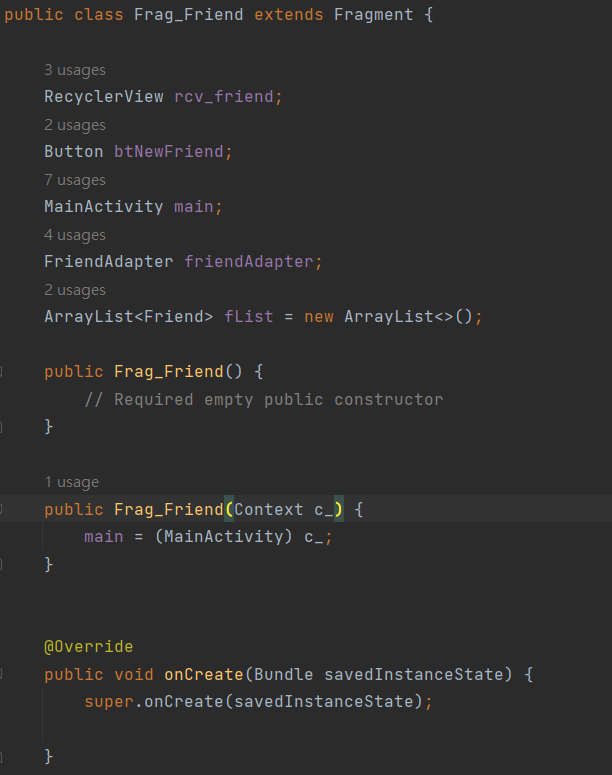 public class Frag_Friend extends Fragment {
3 usages
RecyclerView rcv_friend;
2 usages
Button btNewFriend;
7 usages
MainActivity main;
4 usages
FriendAdapter friendAdapter;
2 usages
ArrayList<Friend> fList = new ArrayList<>();
public Frag_Friend() {
// Required empty public constructor
}
1 usage
public Frag_Friend(Context c_) {
main = (MainActivity) c_;
}
@Override
public void onCreate(Bundle savedInstanceState) {
super.onCreate(savedInstanceState);
}